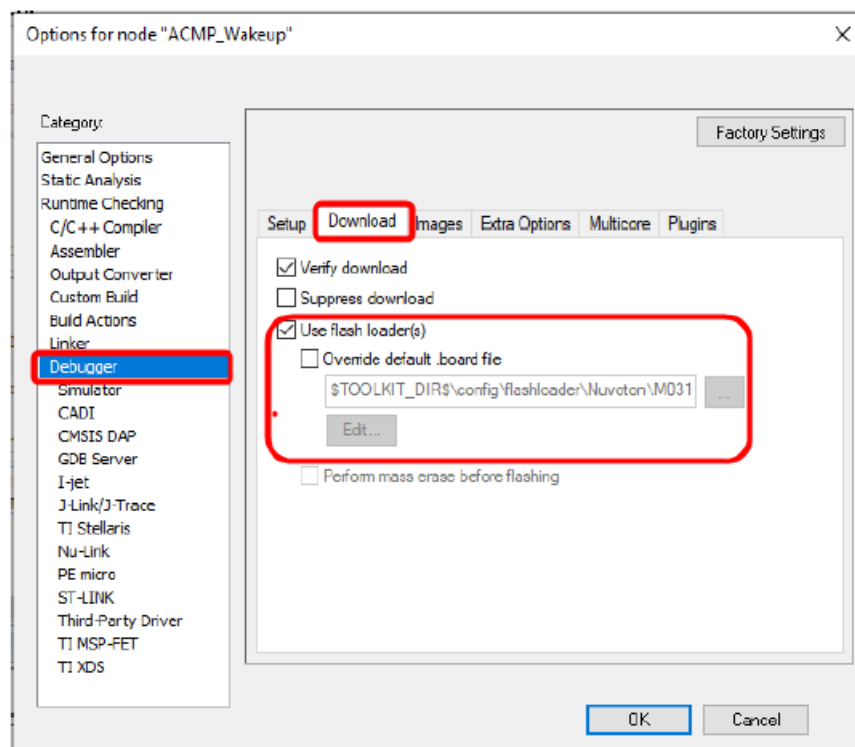 Options for node "ACMP_Wakeup"
Category:
Factory Settings
General Options
Static Analysis
Runtime Checking
C/C++ Compiler
Assembler
Output Converter
Custom Build
Build Actions
Linker
Debugger
Simulator
CADI
CMSIS DAP
GDB Server
I-jet
J-Link/J-Trace
TI Stellaris
Nu-Link
PE micro
ST-LINK
Third-Party Driver
TI MSP-FET
TI XDS
Setup Download Images Extra Options Multicore Plugins
Verify download
Suppress download
Use flash loader(s)
Override default .board file
$TOOLKIT_DIR$\config\flashloader\Nuvoton\M031 ...
Edit...
Perform mass erase before flashing
OK Cancel